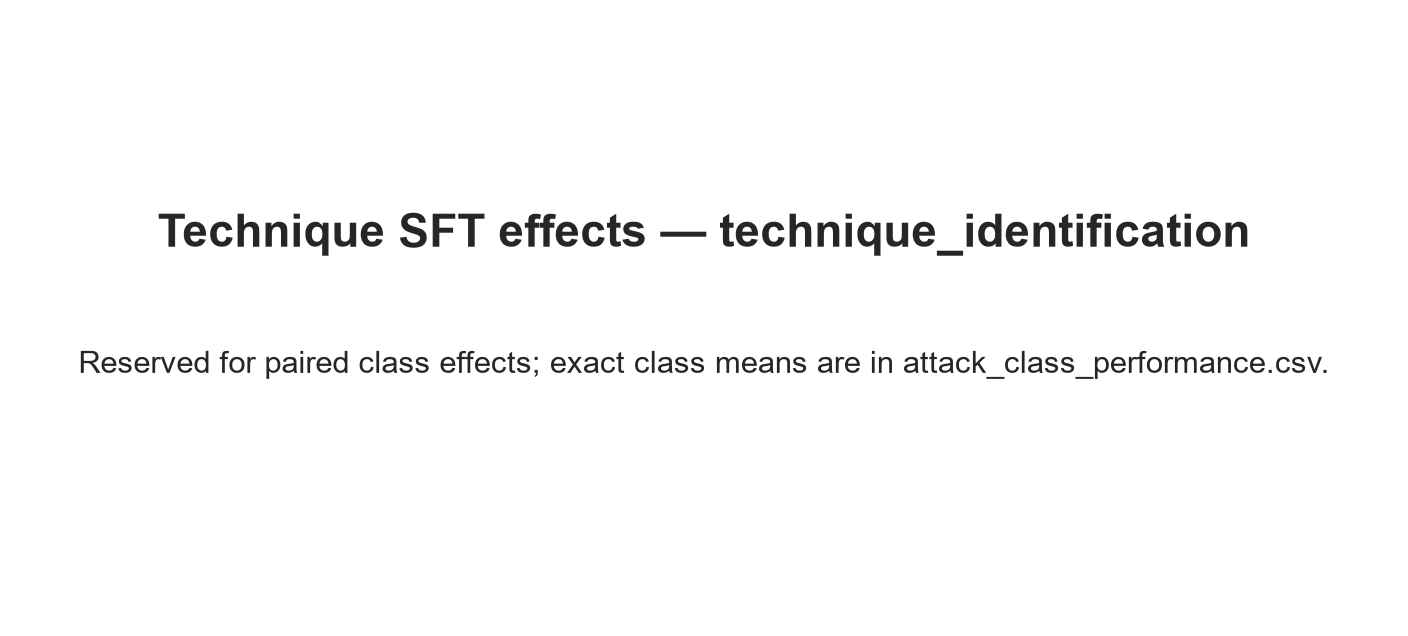 Technique SFT effects — technique_identification
Reserved for paired class effects; exact class means are in attack_class_performance.csv.